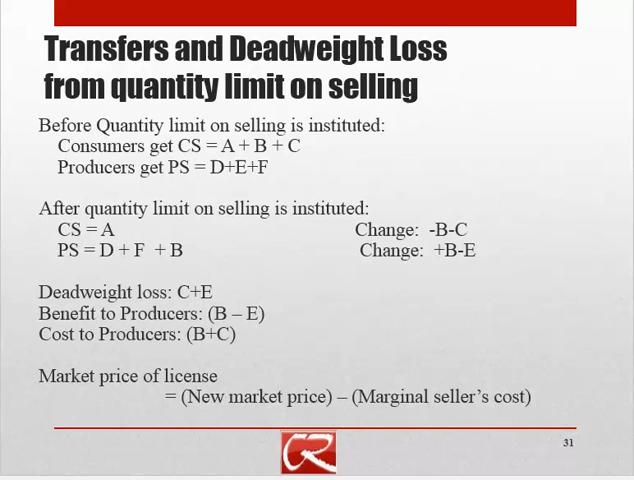 Transfers and Deadweight Loss
from quantity limit on selling
Before Quantity limit on selling is instituted:
Consumers get CS = A + B + C
Producers get PS = D+E+F
After quantity limit on selling is instituted:
CS = A Change: -B-C
PS = D + F + B Change: +B-E
Deadweight loss: C+E
Benefit to Producers: (B – E)
Cost to Producers: (B+C)
Market price of license
= (New market price) – (Marginal seller's cost)
31
CR